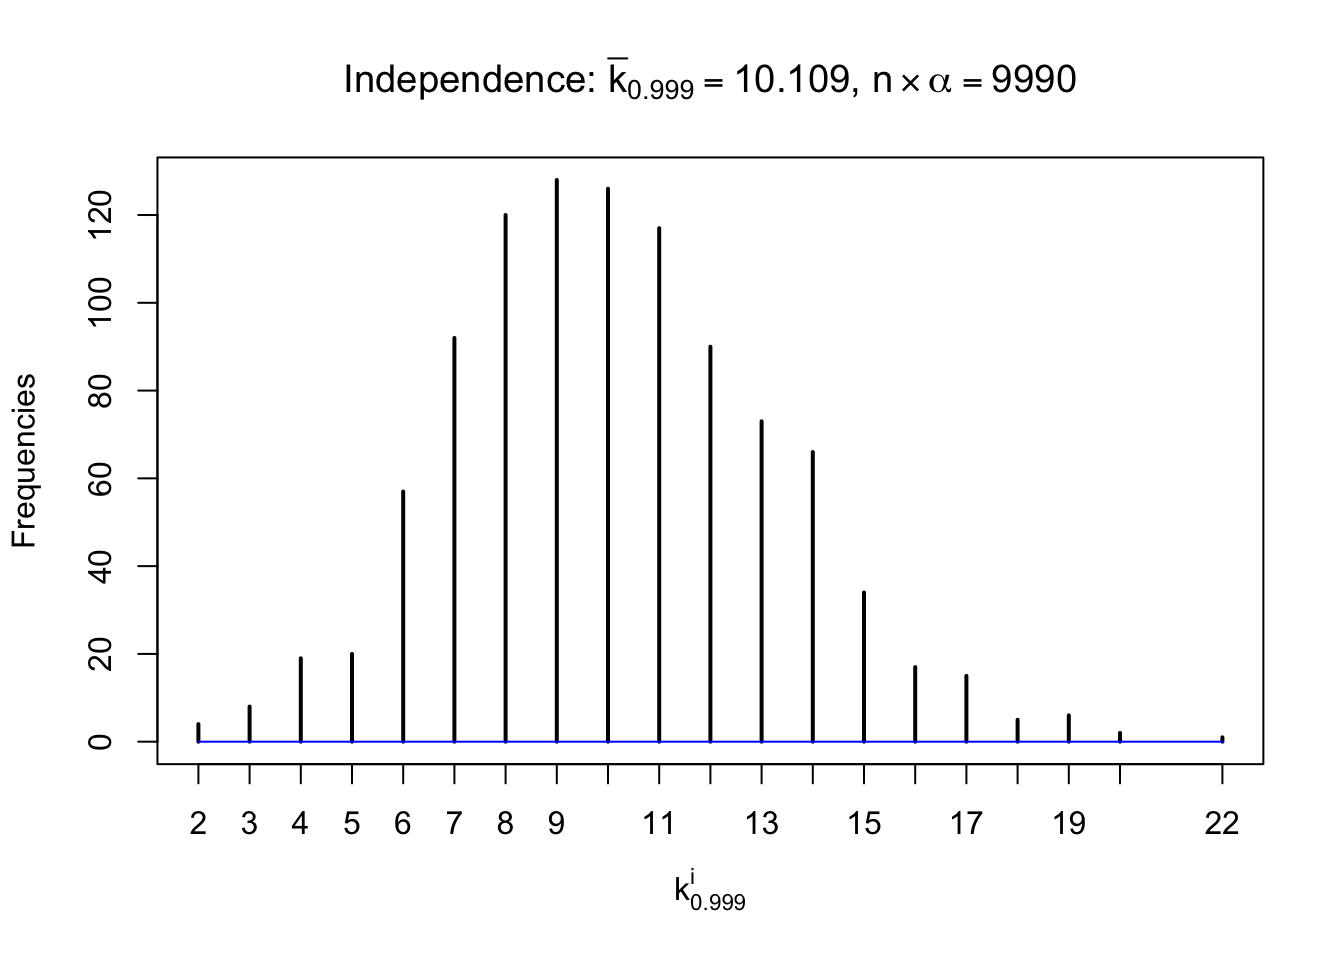 Independence: k̅₀.₉₉₉ = 10.109, n × α = 9990
120
100
80
60
40
20
0
Frequencies
2 3 4 5 6 7 8 9 11 13 15 17 19 22
kⁱ₀.₉₉₉